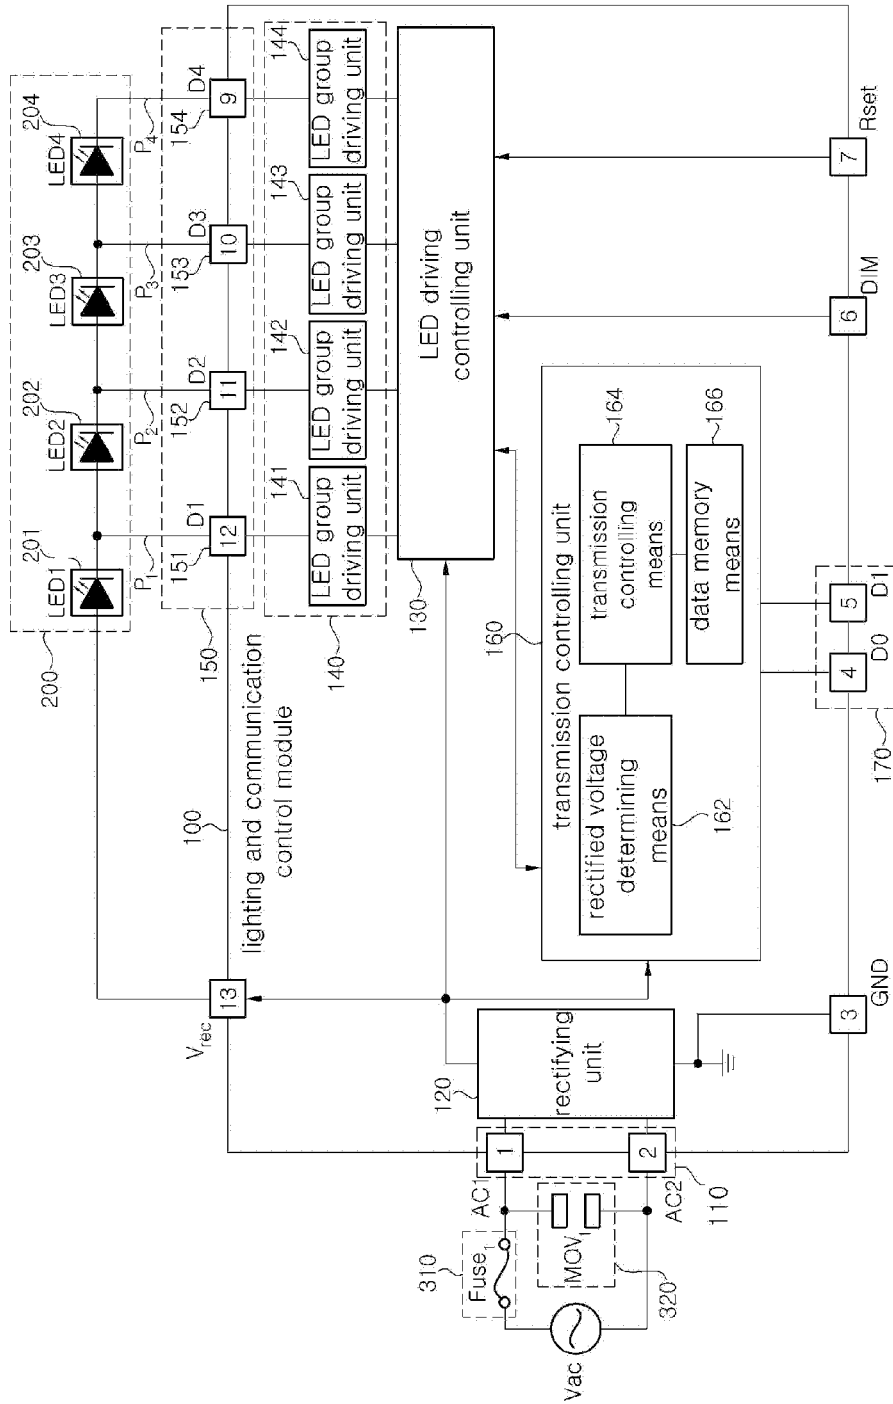 200
201
LED1
202
LED2
203
LED3
204
LED4
P1
P2
P3
P4
Vrec
13
100
150
151
D1
12
152
D2
11
153
D3
10
154
D4
9
lighting and communication
control module
140
141
LED group
driving unit
142
LED group
driving unit
143
LED group
driving unit
144
LED group
driving unit
130
LED driving
controlling unit
120
rectifying
unit
160
transmission controlling unit
rectified voltage
determining
means
162
transmission
controlling
means
164
data memory
means
166
310
Fuse1
Vac
MOV1
320
AC1
1
AC2
2
110
3
GND
4
D0
5
D1
170
6
DIM
7
Rset